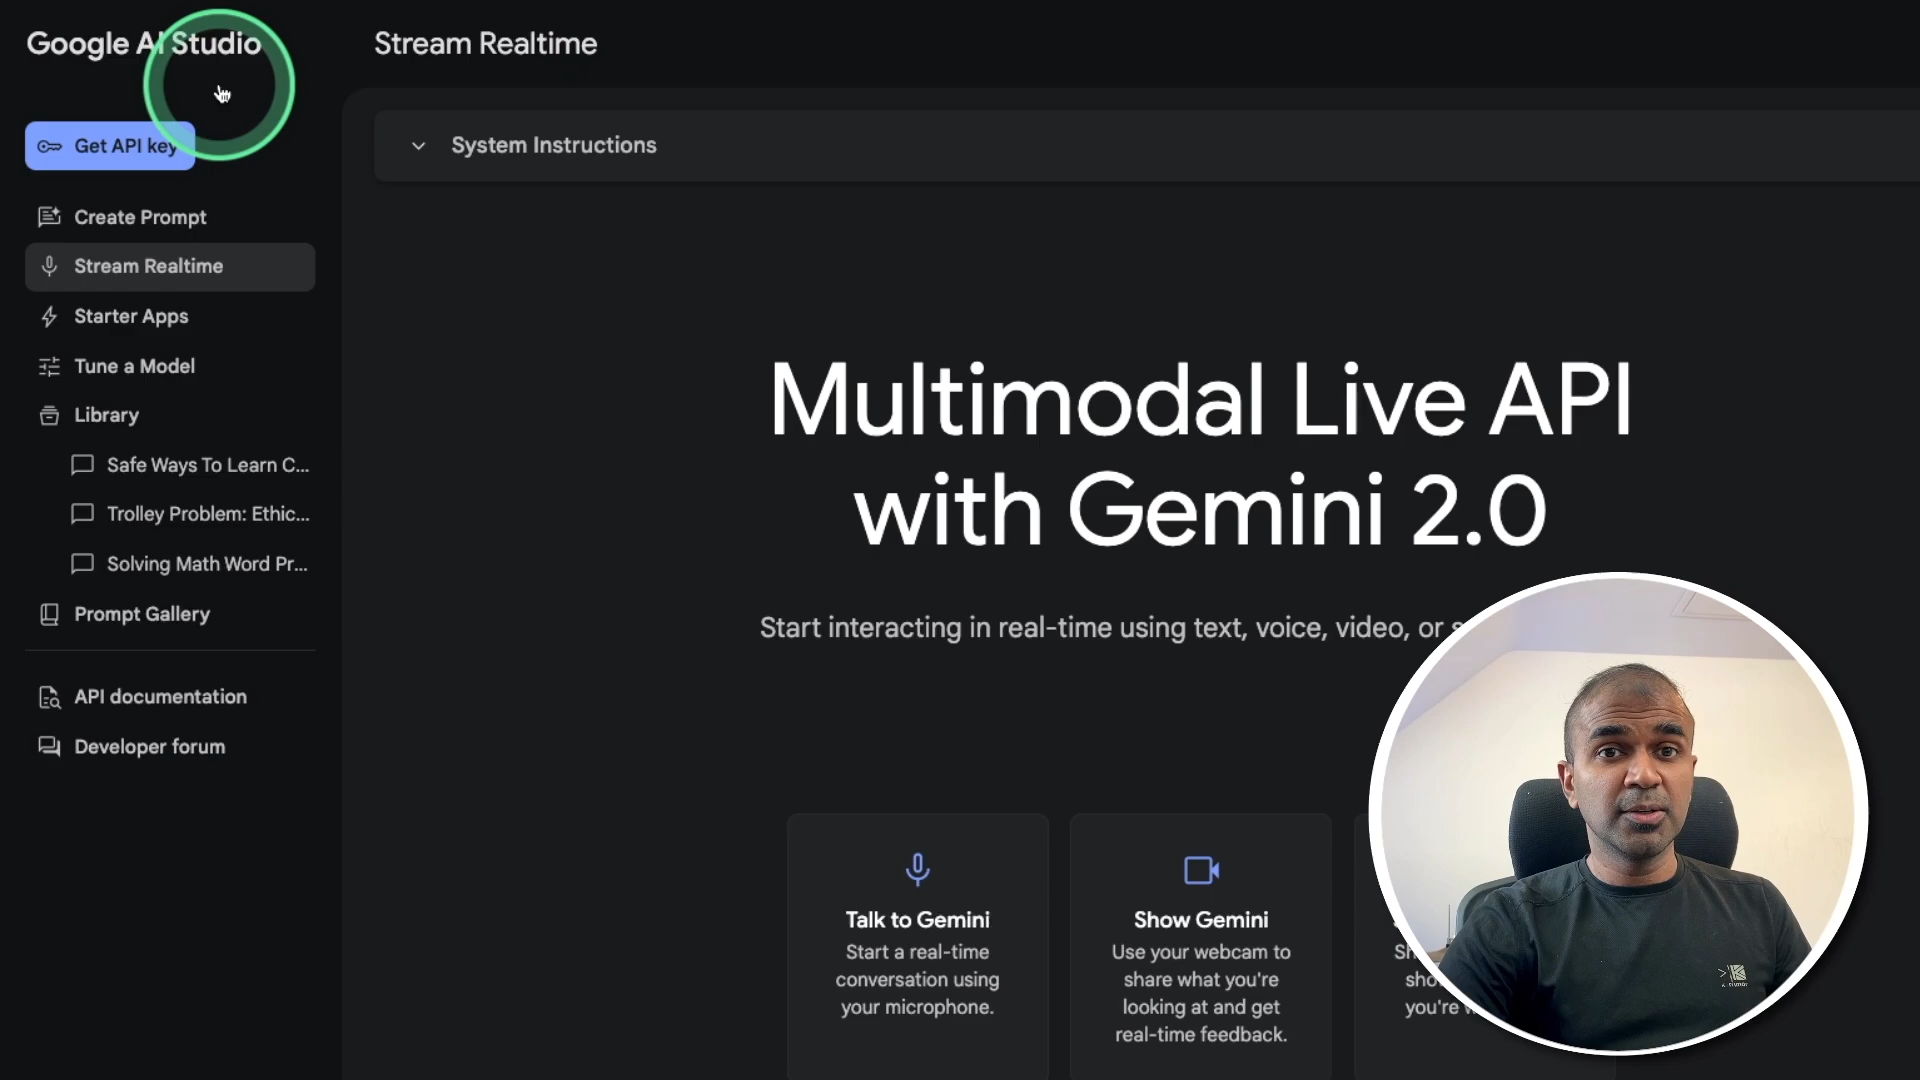 Google AI Studio
Stream Realtime
Get API key
System Instructions
Create Prompt
Stream Realtime
Starter Apps
Tune a Model
Library
Safe Ways To Learn C...
Trolley Problem: Ethic...
Solving Math Word Pr...
Prompt Gallery
API documentation
Developer forum
Multimodal Live API
with Gemini 2.0
Start interacting in real-time using text, voice, video, or
Talk to Gemini
Start a real-time
conversation using
your microphone.
Show Gemini
Use your webcam to
share what you're
looking at and get
real-time feedback.
you're